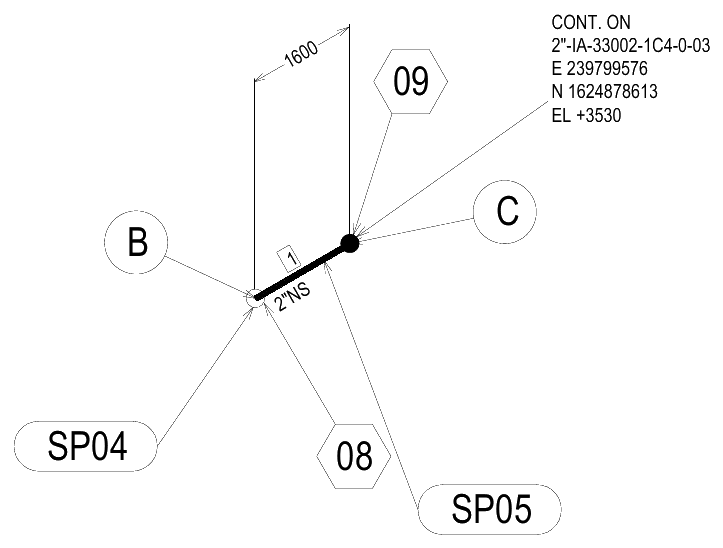 CONT. ON
2"-IA-33002-1C4-0-03
E 239799576
N 1624878613
EL +3530
1600
09
C
B
1
2"NS
SP04
08
SP05